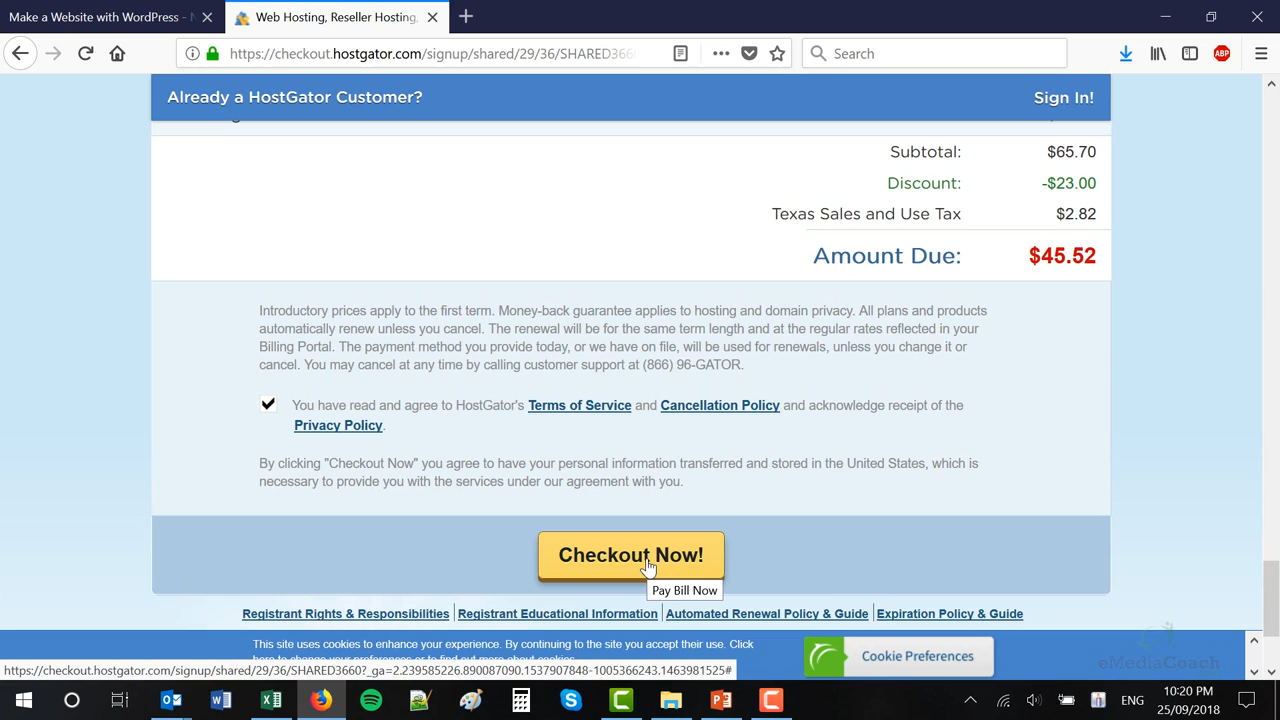 Make a Website with WordPress -
Web Hosting, Reseller Hosting,
https://checkout.hostgator.com/signup/shared/29/36/SHARED366
Search
ABP
Already a HostGator Customer?
Sign In!
Subtotal: $65.70
Discount: -$23.00
Texas Sales and Use Tax $2.82
Amount Due: $45.52
Introductory prices apply to the first term. Money-back guarantee applies to hosting and domain privacy. All plans and products
automatically renew unless you cancel. The renewal will be for the same term length and at the regular rates reflected in your
Billing Portal. The payment method you provide today, or we have on file, will be used for renewals, unless you change it or
cancel. You may cancel at any time by calling customer support at (866) 96-GATOR.
You have read and agree to HostGator's Terms of Service and Cancellation Policy and acknowledge receipt of the
Privacy Policy.
By clicking "Checkout Now" you agree to have your personal information transferred and stored in the United States, which is
necessary to provide you with the services under our agreement with you.
Checkout Now!
Pay Bill Now
Registrant Rights & Responsibilities Registrant Educational Information Automated Renewal Policy & Guide Expiration Policy & Guide
This site uses cookies to enhance your experience. By continuing to the site you accept their use. Click
Cookie Preferences
eMediaCoach
https://checkout.hostgator.com/signup/shared/29/36/SHARED3660?_ga=2.239585226.890087090.1537907848-1005366243.1463981525#
ENG
10:20 PM
25/09/2018